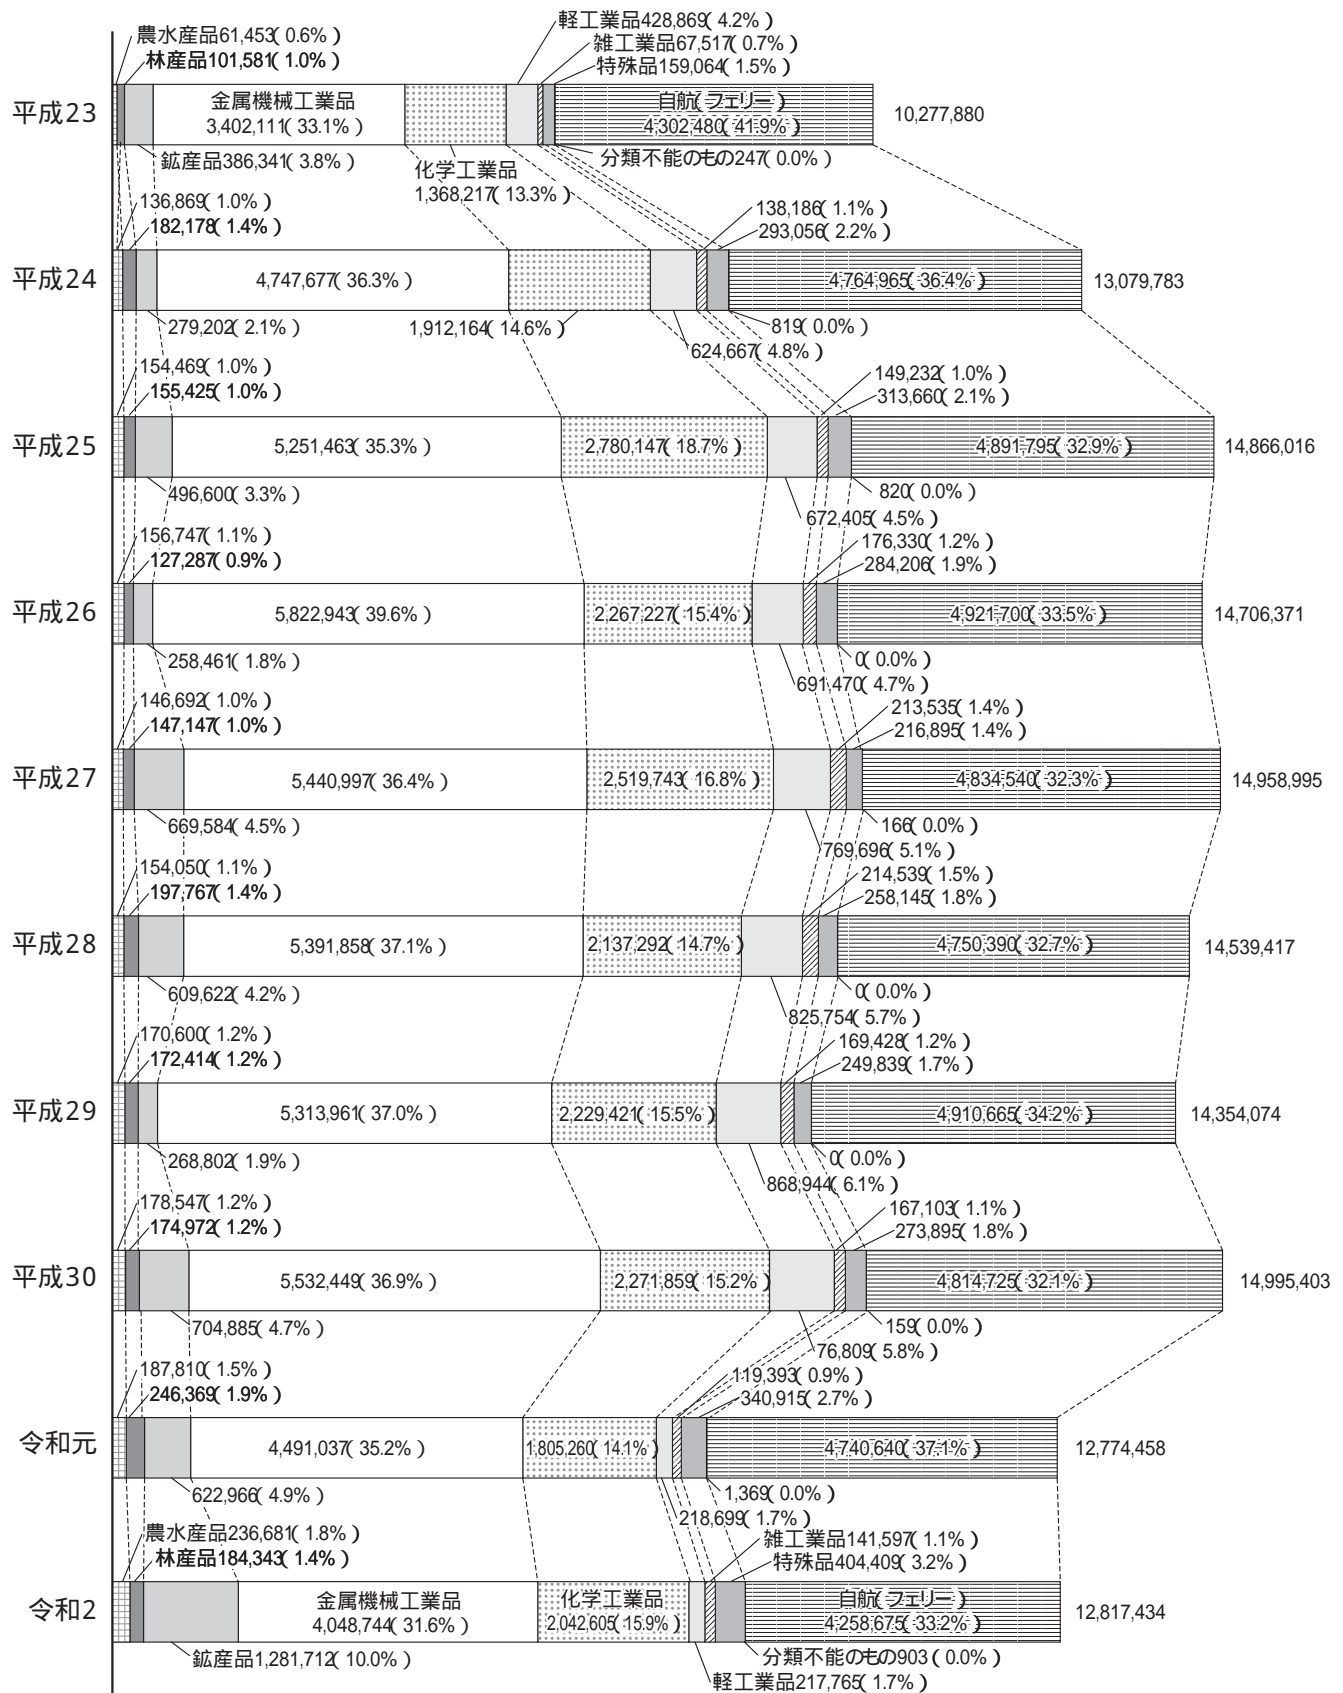 農水産品61,453( 0.6% )
林産品101,581( 1.0% )
軽工業品428,869( 4.2% )
雑工業品67,517( 0.7% )
特殊品159,064( 1.5% )
平成23
金属機械工業品
3,402,111( 33.1% )
自航( フェリー )
4,302,480( 41.9% )
10,277,880
鉱産品386,341( 3.8% )
化学工業品
1,368,217( 13.3% )
分類不能のもの247( 0.0% )
136,869( 1.0% )
182,178( 1.4% )
138,186( 1.1% )
293,056( 2.2% )
平成24
4,747,677( 36.3% )
4,764,965( 36.4% )
13,079,783
279,202( 2.1% )
1,912,164( 14.6% )
624,667( 4.8% )
819( 0.0% )
154,469( 1.0% )
155,425( 1.0% )
149,232( 1.0% )
313,660( 2.1% )
平成25
5,251,463( 35.3% )
2,780,147( 18.7% )
4,891,795( 32.9% )
14,866,016
496,600( 3.3% )
820( 0.0% )
672,405( 4.5% )
156,747( 1.1% )
127,287( 0.9% )
176,330( 1.2% )
284,206( 1.9% )
平成26
5,822,943( 39.6% )
2,267,227( 15.4% )
4,921,700( 33.5% )
14,706,371
258,461( 1.8% )
0( 0.0% )
691,470( 4.7% )
146,692( 1.0% )
147,147( 1.0% )
213,535( 1.4% )
216,895( 1.4% )
平成27
5,440,997( 36.4% )
2,519,743( 16.8% )
4,834,540( 32.3% )
14,958,995
669,584( 4.5% )
166( 0.0% )
769,696( 5.1% )
154,050( 1.1% )
197,767( 1.4% )
214,539( 1.5% )
258,145( 1.8% )
平成28
5,391,858( 37.1% )
2,137,292( 14.7% )
4,750,390( 32.7% )
14,539,417
609,622( 4.2% )
0( 0.0% )
825,754( 5.7% )
170,600( 1.2% )
172,414( 1.2% )
169,428( 1.2% )
249,839( 1.7% )
平成29
5,313,961( 37.0% )
2,229,421( 15.5% )
4,910,665( 34.2% )
14,354,074
268,802( 1.9% )
0( 0.0% )
868,944( 6.1% )
178,547( 1.2% )
174,972( 1.2% )
167,103( 1.1% )
273,895( 1.8% )
平成30
5,532,449( 36.9% )
2,271,859( 15.2% )
4,814,725( 32.1% )
14,995,403
704,885( 4.7% )
159( 0.0% )
76,809( 5.8% )
187,810( 1.5% )
246,369( 1.9% )
119,393( 0.9% )
340,915( 2.7% )
令和元
4,491,037( 35.2% )
1,805,260( 14.1% )
4,740,640( 37.1% )
12,774,458
622,966( 4.9% )
1,369( 0.0% )
218,699( 1.7% )
農水産品236,681( 1.8% )
林産品184,343( 1.4% )
雑工業品141,597( 1.1% )
特殊品404,409( 3.2% )
令和2
金属機械工業品
4,048,744( 31.6% )
化学工業品
2,042,605( 15.9% )
自航( フェリー )
4,258,675( 33.2% )
12,817,434
鉱産品1,281,712( 10.0% )
分類不能のもの903( 0.0% )
軽工業品217,765( 1.7% )